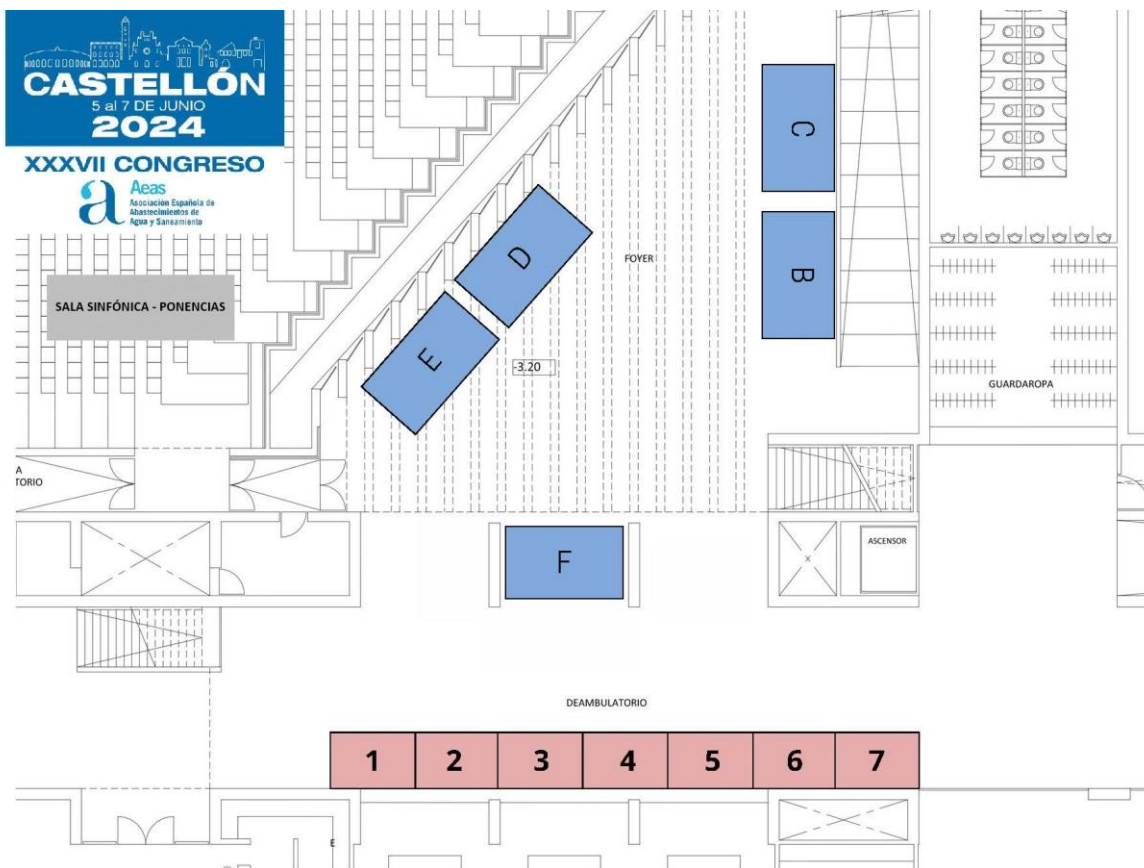 CASTELLÓN
5 al 7 DE JUNIO
2024
XXXVII CONGRESO
a Aeas
Asociación Española de
Abastecimientos de
Agua y Saneamiento
SALA SINFÓNICA - PONENCIAS
C
B
D
E
FOYER
-3.20
GUARDAROPA
A
TORIO
F
X
ASCENSOR
DEAMBULATORIO
1 2 3 4 5 6 7
E